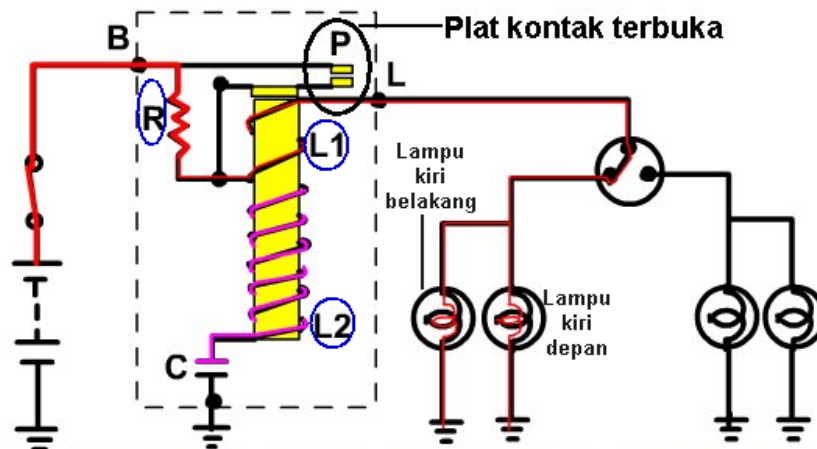 Plat kontak terbuka
B
P
L
R
L1
Lampu
kiri
belakang
L2
Lampu
kiri
depan
C